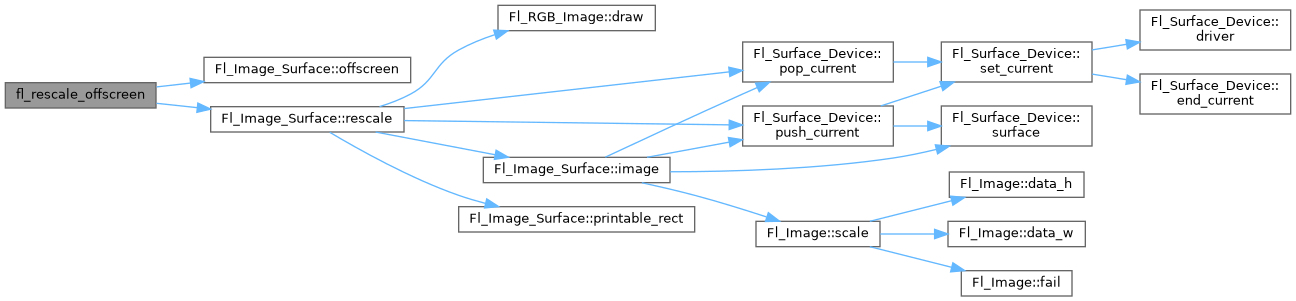 fl_rescale_offscreen
Fl_Image_Surface::offscreen
Fl_Image_Surface::rescale
Fl_RGB_Image::draw
Fl_Surface_Device::
pop_current
Fl_Surface_Device::
push_current
Fl_Image_Surface::image
Fl_Image_Surface::printable_rect
Fl_Surface_Device::
set_current
Fl_Surface_Device::
surface
Fl_Image::scale
Fl_Surface_Device::
driver
Fl_Surface_Device::
end_current
Fl_Image::data_h
Fl_Image::data_w
Fl_Image::fail